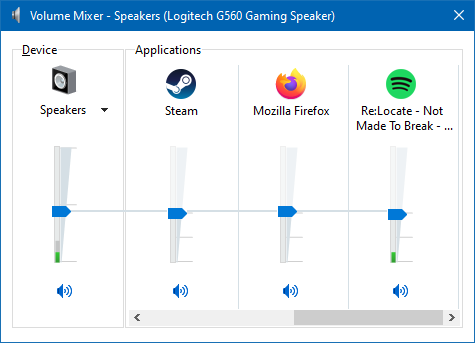 Volume Mixer - Speakers (Logitech G560 Gaming Speaker)
Device
Applications
Speakers
Steam
Mozilla Firefox
Re:Locate - Not
Made To Break - ...